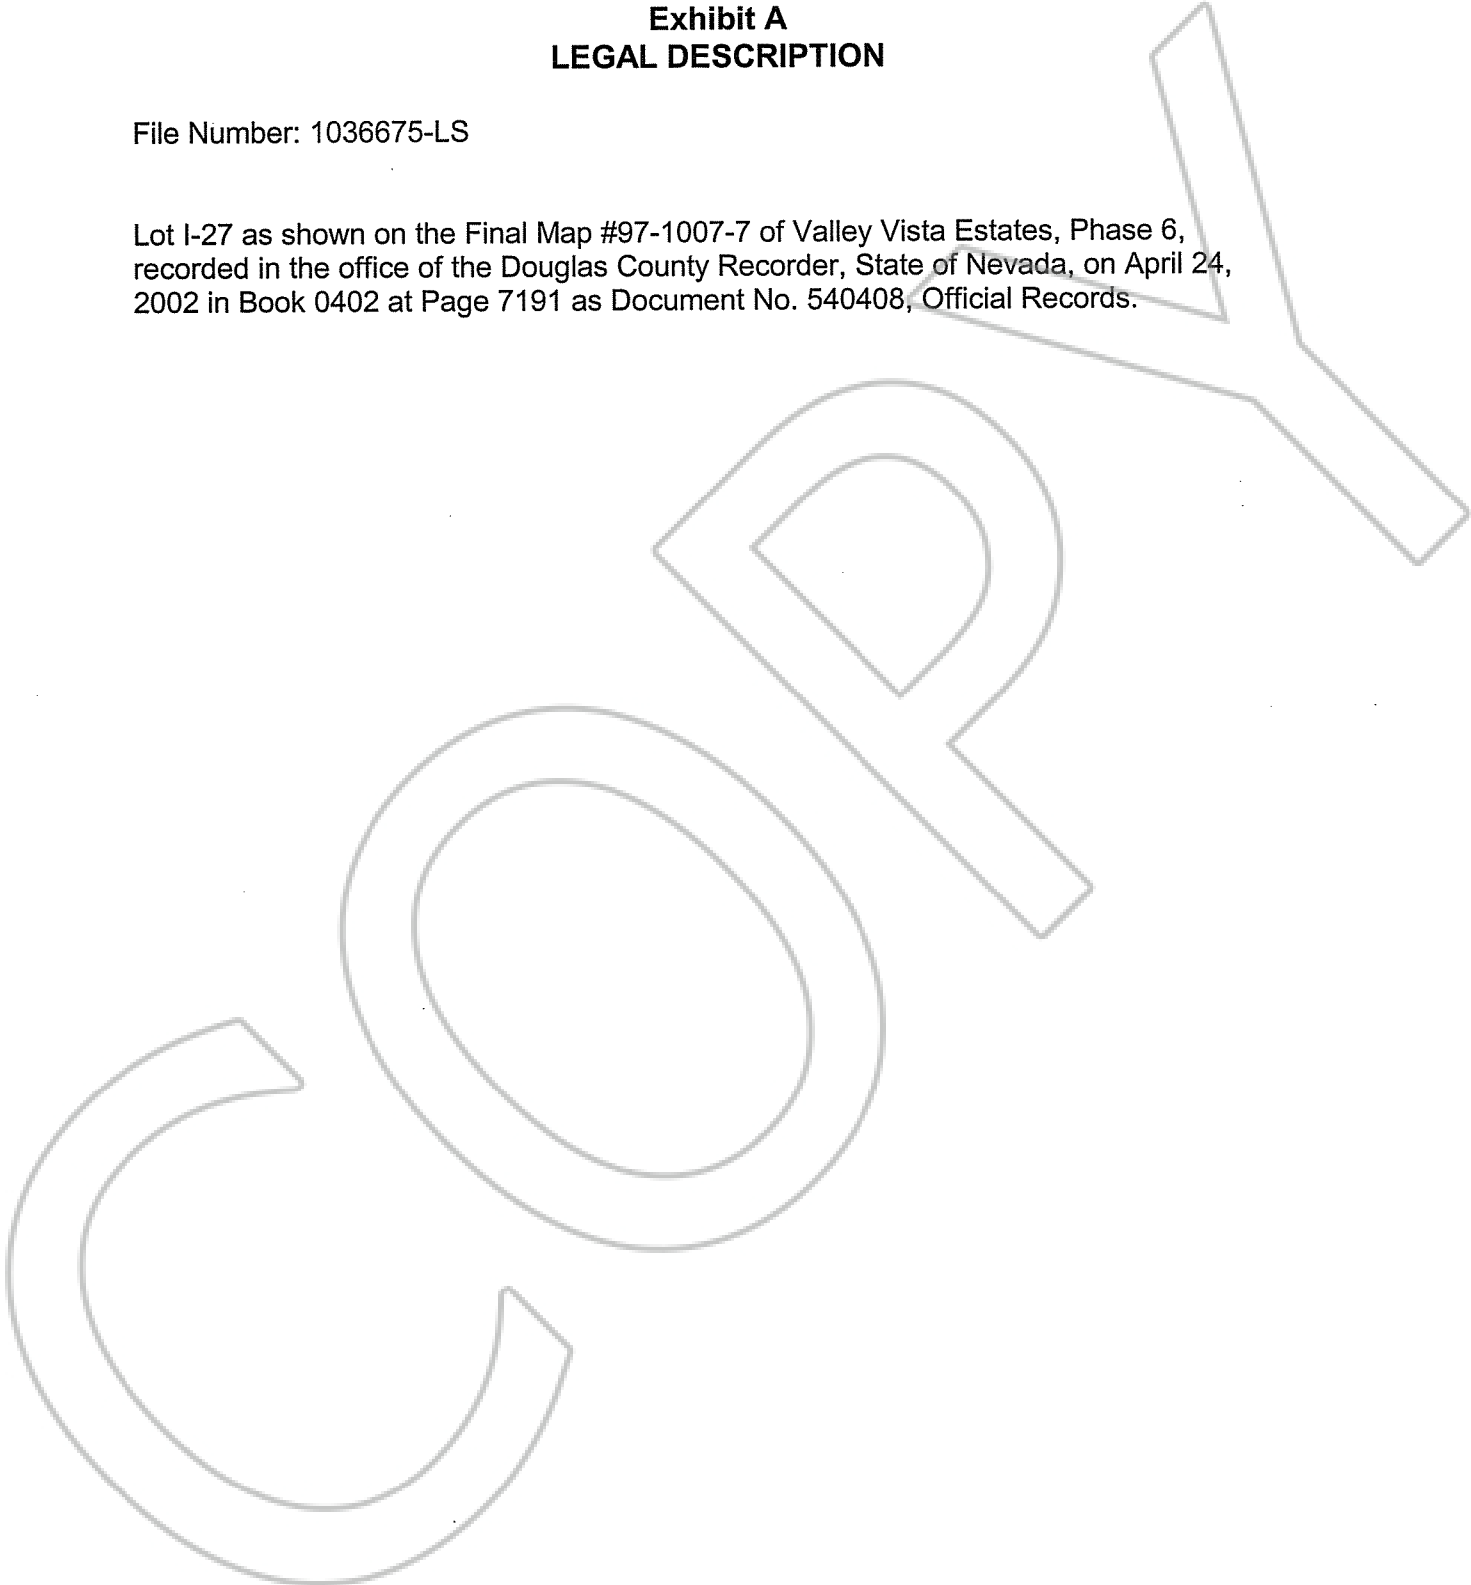 Exhibit A
LEGAL DESCRIPTION
File Number: 1036675-LS
Lot I-27 as shown on the Final Map #97-1007-7 of Valley Vista Estates, Phase 6,
recorded in the office of the Douglas County Recorder, State of Nevada, on April 24,
2002 in Book 0402 at Page 7191 as Document No. 540408, Official Records.
COPY